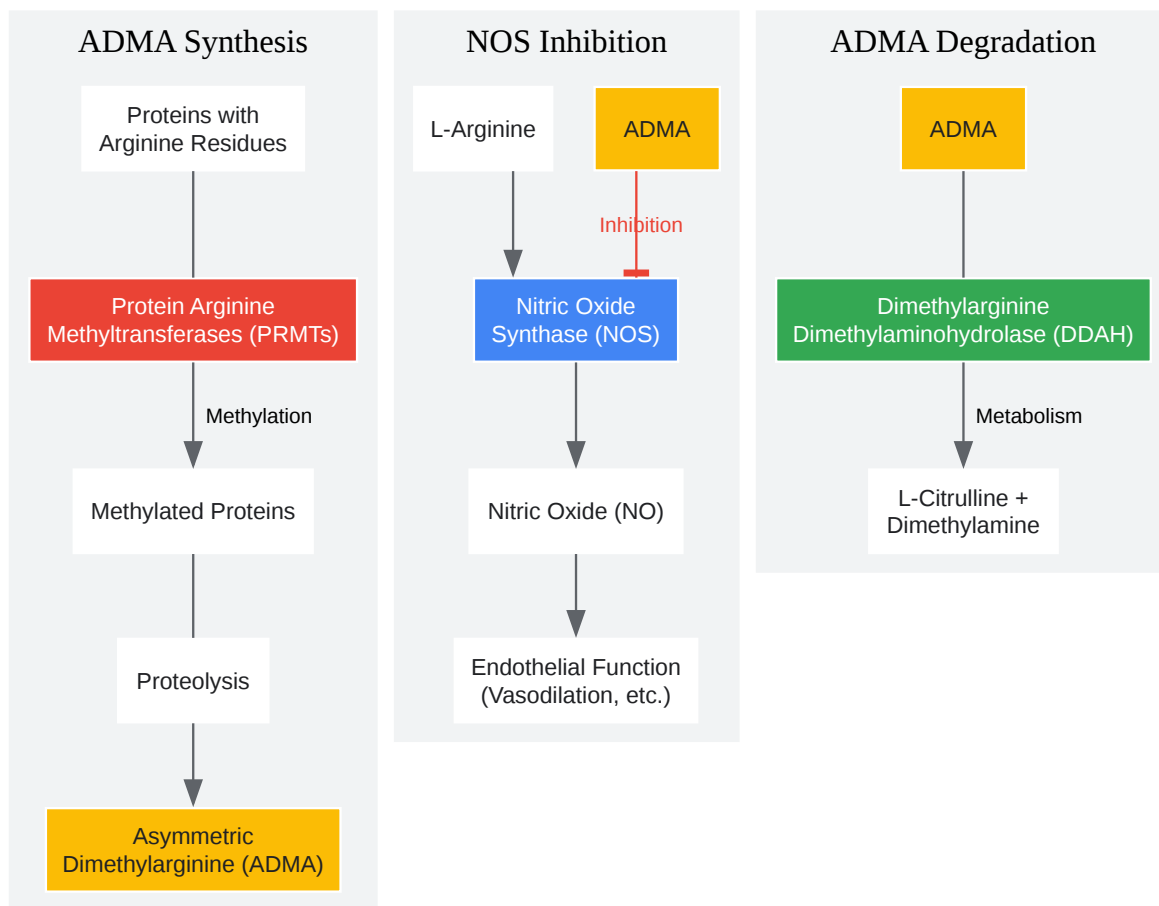 ADMA Synthesis
Proteins with
Arginine Residues
Protein Arginine
Methyltransferases (PRMTs)
Methylation
Methylated Proteins
Proteolysis
Asymmetric
Dimethylarginine (ADMA)
NOS Inhibition
L-Arginine
ADMA
Inhibition
Nitric Oxide
Synthase (NOS)
Nitric Oxide (NO)
Endothelial Function
(Vasodilation, etc.)
ADMA Degradation
ADMA
Dimethylarginine
Dimethylaminohydrolase (DDAH)
Metabolism
L-Citrulline +
Dimethylamine